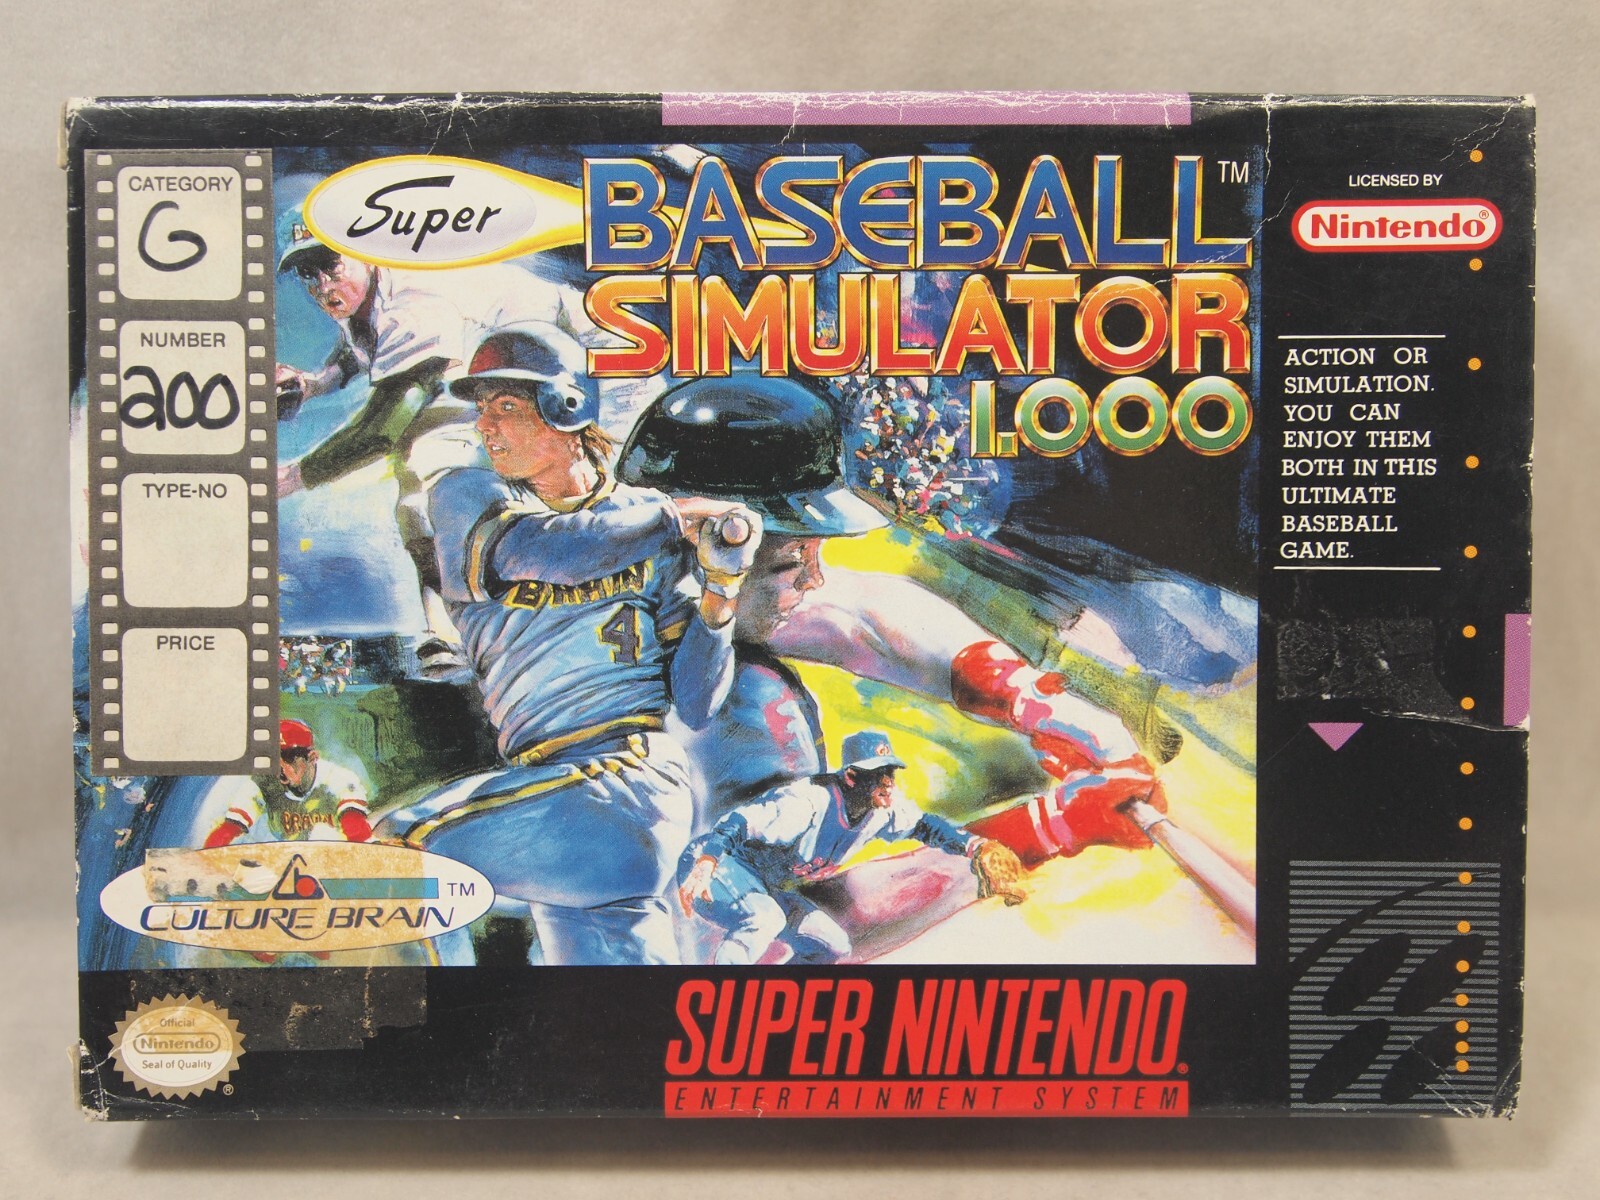 CATEGORY
G
NUMBER
200
TYPE-NO
PRICE
Super
BASEBALL™
SIMULATOR
1.000
LICENSED BY
Nintendo®
ACTION OR
SIMULATION.
YOU CAN
ENJOY THEM
BOTH IN THIS
ULTIMATE
BASEBALL
GAME.
BRAIN
4
BRAIN
CULTURE BRAIN™
Official
Nintendo
Seal of Quality
®
SUPER NINTENDO®
ENTERTAINMENT SYSTEM